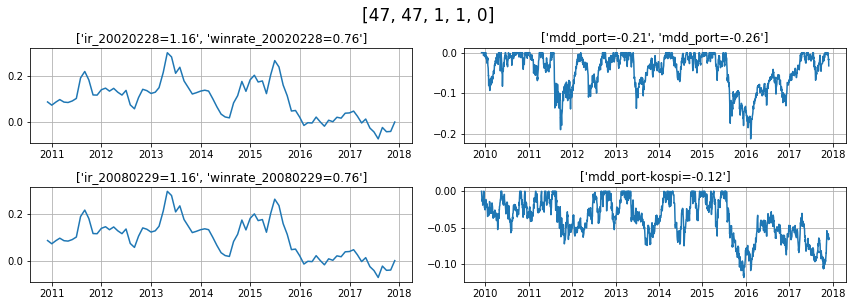 [47, 47, 1, 1, 0]
['ir_20020228=1.16', 'winrate_20020228=0.76']
0.2
0.0
2011 2012 2013 2014 2015 2016 2017 2018
['mdd_port=-0.21', 'mdd_port=-0.26']
0.0
−0.1
−0.2
2010 2011 2012 2013 2014 2015 2016 2017 2018
['ir_20080229=1.16', 'winrate_20080229=0.76']
0.2
0.0
2011 2012 2013 2014 2015 2016 2017 2018
['mdd_port-kospi=-0.12']
0.00
−0.05
−0.10
2010 2011 2012 2013 2014 2015 2016 2017 2018